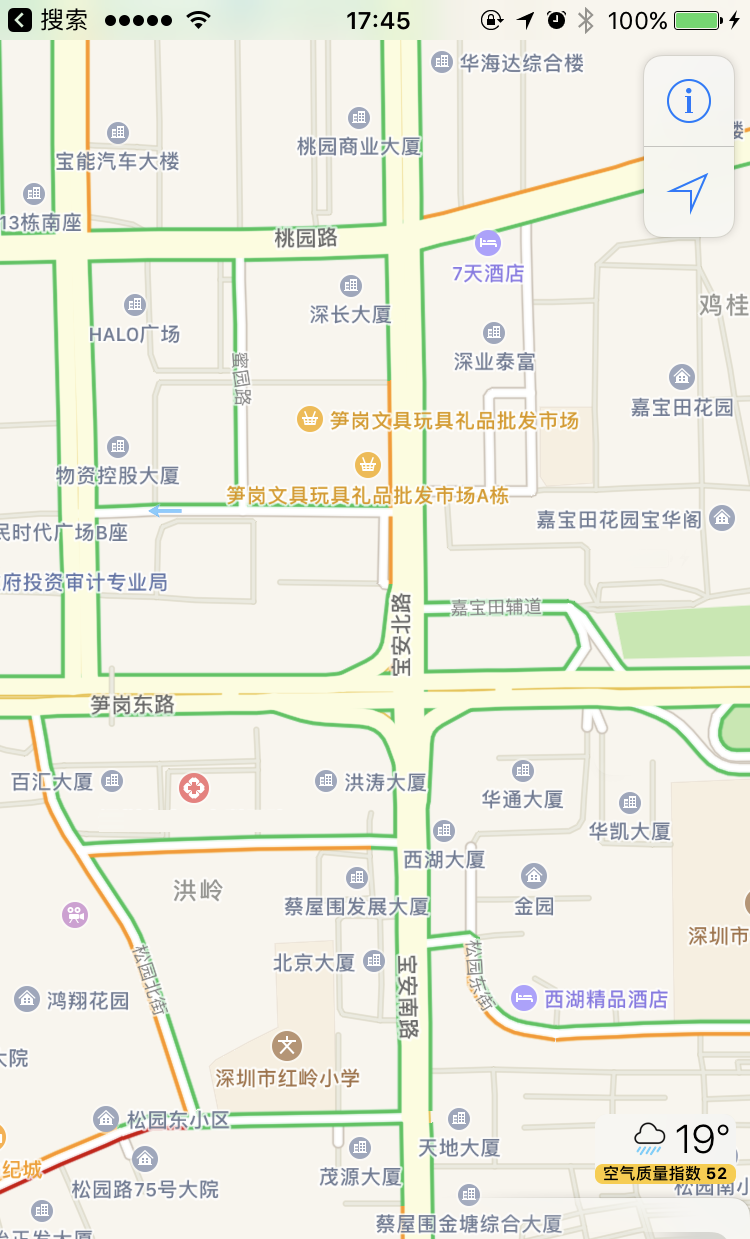 搜索
17:45
100%
华海达综合楼
楼
宝能汽车大楼
桃园商业大厦
13栋南座
桃园路
7天酒店
HALO广场
深长大厦
鸡桂
深业泰富
蜜园路
嘉宝田花园
笋岗文具玩具礼品批发市场
物资控股大厦
笋岗文具玩具礼品批发市场A栋
民时代广场B座
嘉宝田花园宝华阁
府投资审计专业局
嘉宝田辅道
宝安北路
笋岗东路
百汇大厦
洪涛大厦
华通大厦
华凯大厦
西湖大厦
洪岭
蔡屋围发展大厦
金园
深圳市
北京大厦
松园北街
宝安南路
松园东街
鸿翔花园
西湖精品酒店
大院
深圳市红岭小学
松园东小区
天地大厦
19°
空气质量指数 52
纪城
松园路75号大院
茂源大厦
松园南小
蔡屋围金塘综合大厦